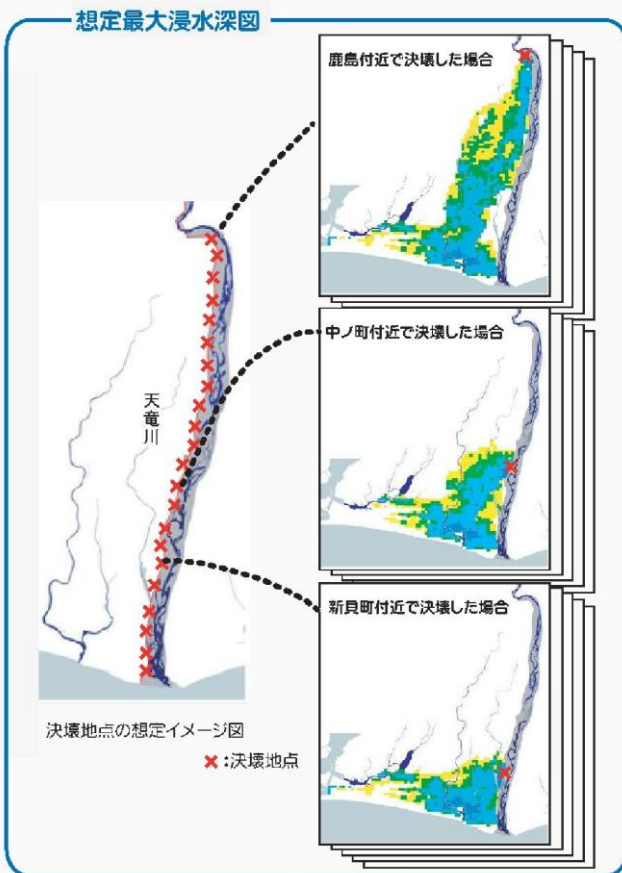 想定最大浸水深図
鹿島付近で決壊した場合
天竜川
中ノ町付近で決壊した場合
新貝町付近で決壊した場合
決壊地点の想定イメージ図
×:決壊地点